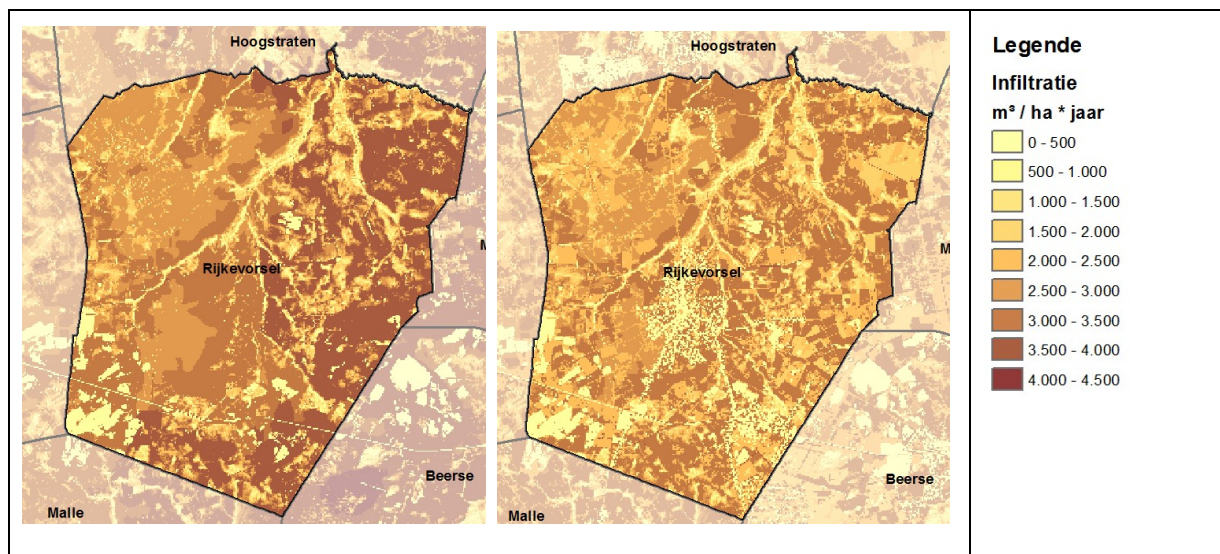 Hoogstraten
Rijkevorsel
M
Beerse
Malle
Hoogstraten
Rijkevorsel
M
Beerse
Malle
Legende
Infiltratie
m³ / ha * jaar
0 - 500
500 - 1.000
1.000 - 1.500
1.500 - 2.000
2.000 - 2.500
2.500 - 3.000
3.000 - 3.500
3.500 - 4.000
4.000 - 4.500